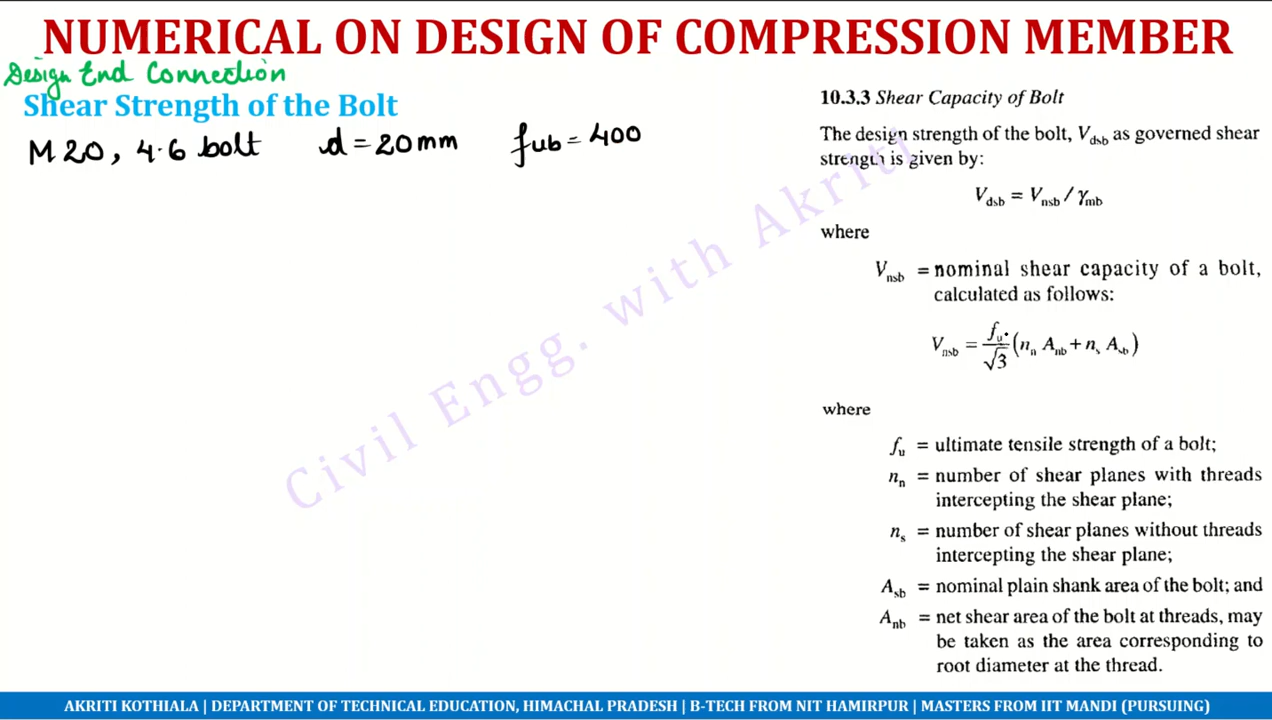 NUMERICAL ON DESIGN OF COMPRESSION MEMBER
Design End Connection
Shear Strength of the Bolt
M20, 4.6 bolt d = 20mm fub = 400
10.3.3 Shear Capacity of Bolt
The design strength of the bolt, Vdsb as governed shear
strength is given by:
Vdsb = Vnsb / γmb
where
Vnsb = nominal shear capacity of a bolt,
calculated as follows:
Vnsb = fu/√3 (nn Anb + ns Asb)
where
fu = ultimate tensile strength of a bolt;
nn = number of shear planes with threads
intercepting the shear plane;
ns = number of shear planes without threads
intercepting the shear plane;
Asb = nominal plain shank area of the bolt; and
Anb = net shear area of the bolt at threads, may
be taken as the area corresponding to
root diameter at the thread.
Civil Engg. with Akriti
AKRITI KOTHIALA | DEPARTMENT OF TECHNICAL EDUCATION, HIMACHAL PRADESH | B-TECH FROM NIT HAMIRPUR | MASTERS FROM IIT MANDI (PURSUING)